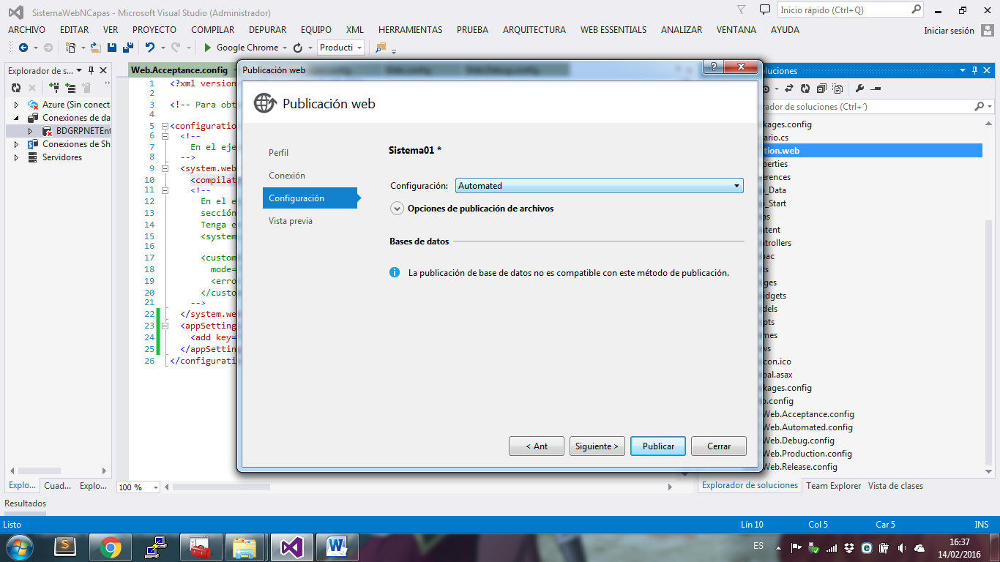 SistemaWebNCapas - Microsoft Visual Studio (Administrador)
Inicio rápido (Ctrl+Q)
ARCHIVO EDITAR VER PROYECTO COMPILAR DEPURAR EQUIPO XML HERRAMIENTAS PRUEBA ARQUITECTURA WEB ESSENTIALS ANALIZAR VENTANA AYUDA
Iniciar sesión
Google Chrome
Producti
Explorador de s...
Azure (Sin conect
Conexiones de da
BDGRPNETEnt
Conexiones de Sh
Servidores
Explo... Cuad... Explo...
Web.Acceptance.config
1 <?xml version
2
3 <!-- Para obt
4
5 <configuratio
6 <!--
7 En el eje
8 -->
9 <system.web
10 <compilat
11 <!--
12 En el e
13 sección
14 Tenga e
15 <system
16
17 <custom
18 mode=
19 <erro
20 </custo
21 -->
22 </system.we
23 <appSetting
24 <add key=
25 </appSettin
26 </configurati
100 %
Publicación web
Publicación web
Perfil
Conexión
Configuración
Vista previa
Sistema01 *
Configuración: Automated
Opciones de publicación de archivos
Bases de datos
La publicación de base de datos no es compatible con este método de publicación.
< Ant Siguiente > Publicar Cerrar
oluciones
rador de soluciones (Ctrl+´)
kages.config
ario.cs
tion.web
perties
erences
p_Data
p_Start
as
tent
trollers
pac
ts
ges
idgets
dels
pts
mes
ws
con.ico
bal.asax
kages.config
b.config
Web.Acceptance.config
Web.Automated.config
Web.Debug.config
Web.Production.config
Web.Release.config
Explorador de soluciones Team Explorer Vista de clases
Resultados
Listo
Lín 10 Col 5 Car 5 INS
ES
16:37
14/02/2016